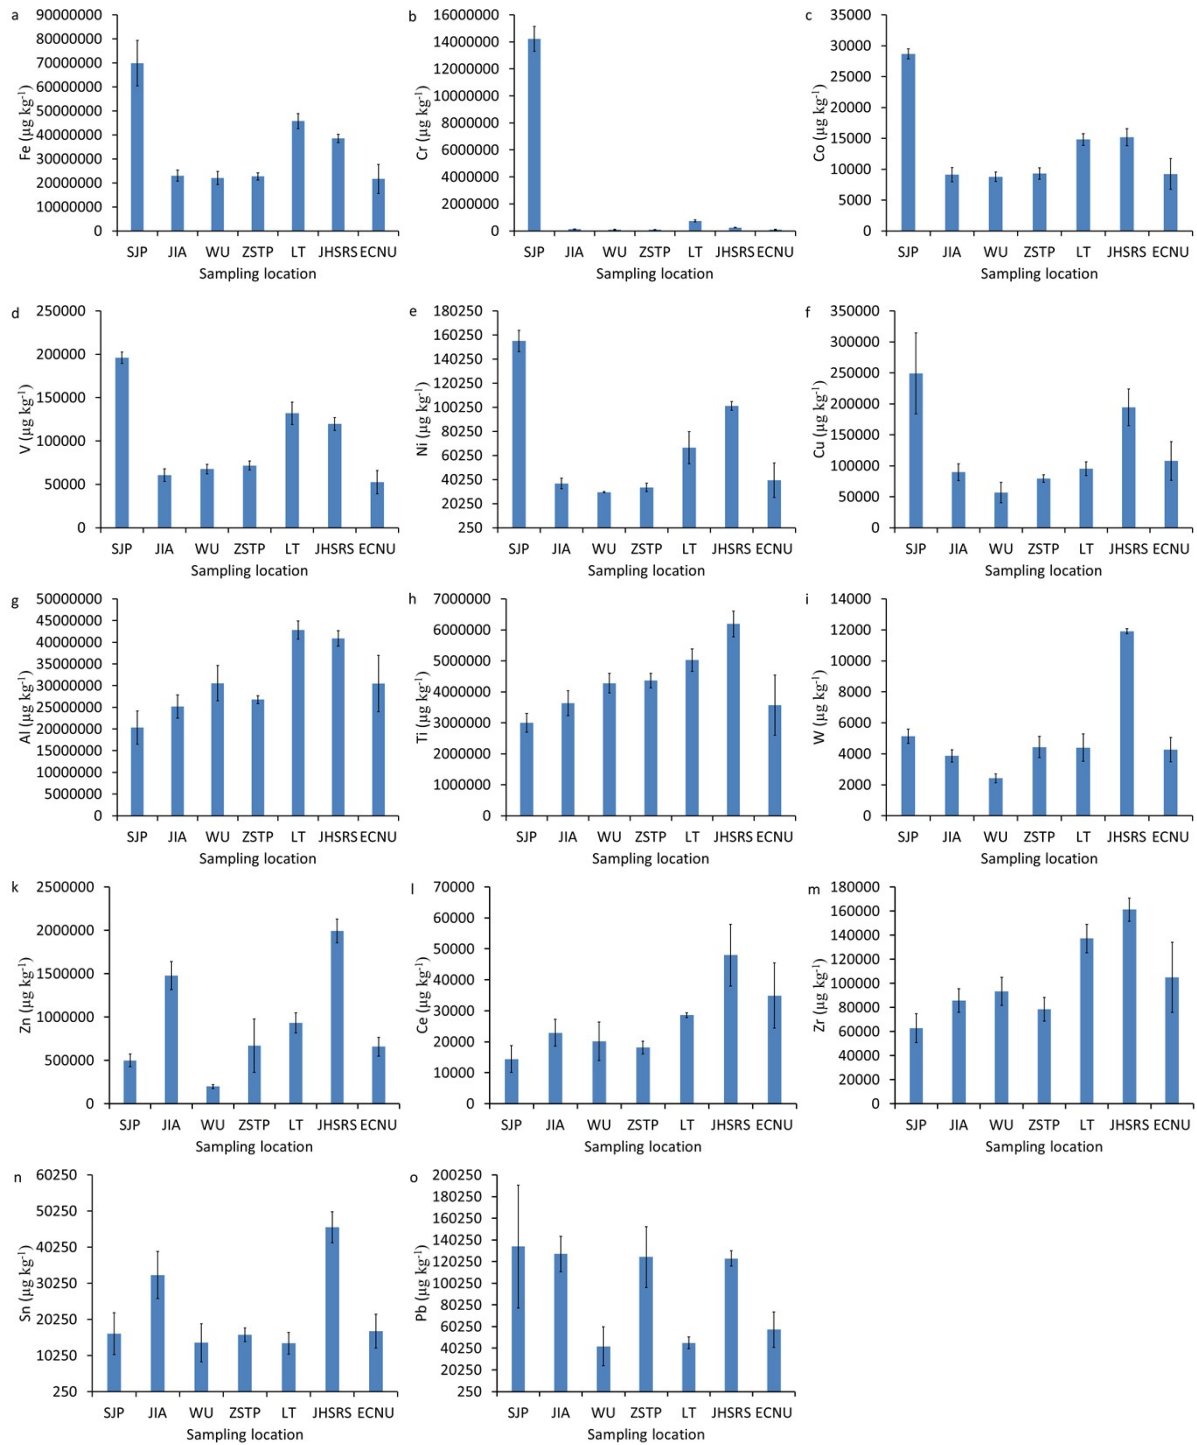 a
90000000
80000000
70000000
60000000
50000000
40000000
30000000
20000000
10000000
0
Fe (µg kg-1)
SJP JIA WU ZSTP LT JHSRS ECNU
Sampling location
b
16000000
14000000
12000000
10000000
8000000
6000000
4000000
2000000
0
Cr (µg kg-1)
SJP JIA WU ZSTP LT JHSRS ECNU
Sampling location
c
35000
30000
25000
20000
15000
10000
5000
0
Co (µg kg-1)
SJP JIA WU ZSTP LT JHSRS ECNU
Sampling location
d
250000
200000
150000
100000
50000
0
V (µg kg-1)
SJP JIA WU ZSTP LT JHSRS ECNU
Sampling location
e
180250
160250
140250
120250
100250
80250
60250
40250
20250
250
Ni (µg kg-1)
SJP JIA WU ZSTP LT JHSRS ECNU
Sampling location
f
350000
300000
250000
200000
150000
100000
50000
0
Cu (µg kg-1)
SJP JIA WU ZSTP LT JHSRS ECNU
Sampling location
g
50000000
45000000
40000000
35000000
30000000
25000000
20000000
15000000
10000000
5000000
0
Al (µg kg-1)
SJP JIA WU ZSTP LT JHSRS ECNU
Sampling location
h
7000000
6000000
5000000
4000000
3000000
2000000
1000000
0
Ti (µg kg-1)
SJP JIA WU ZSTP LT JHSRS ECNU
Sampling location
i
14000
12000
10000
8000
6000
4000
2000
0
W (µg kg-1)
SJP JIA WU ZSTP LT JHSRS ECNU
Sampling location
k
2500000
2000000
1500000
1000000
500000
0
Zn (µg kg-1)
SJP JIA WU ZSTP LT JHSRS ECNU
Sampling location
l
70000
60000
50000
40000
30000
20000
10000
0
Ce (µg kg-1)
SJP JIA WU ZSTP LT JHSRS ECNU
Sampling location
m
180000
160000
140000
120000
100000
80000
60000
40000
20000
0
Zr (µg kg-1)
SJP JIA WU ZSTP LT JHSRS ECNU
Sampling location
n
60250
50250
40250
30250
20250
10250
250
Sn (µg kg-1)
SJP JIA WU ZSTP LT JHSRS ECNU
Sampling location
o
200250
180250
160250
140250
120250
100250
80250
60250
40250
20250
250
Pb (µg kg-1)
SJP JIA WU ZSTP LT JHSRS ECNU
Sampling location